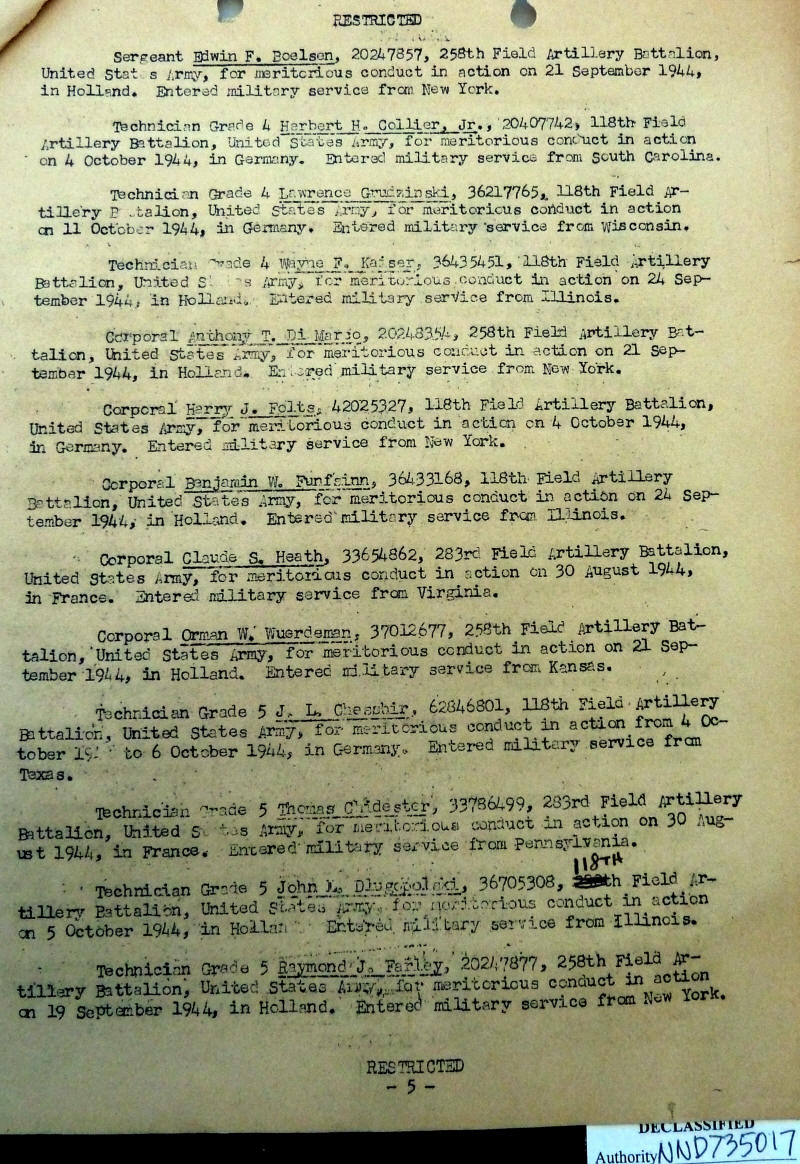 RESTRICTED
Sergeant Edwin F. Boelsen, 20247857, 258th Field Artillery Battalion,
United States Army, for meritorious conduct in action on 21 September 1944,
in Holland. Entered military service from New York.
Technician Grade 4 Herbert H. Collier, Jr., 20407742, 118th Field
Artillery Battalion, United States Army, for meritorious conduct in action
on 4 October 1944, in Germany. Entered military service from South Carolina.
Technician Grade 4 Lawrence Grudzinski, 36217765, 118th Field Ar-
tillery Battalion, United States Army, for meritorious conduct in action
on 11 October 1944, in Germany. Entered military service from Wisconsin.
Technician Grade 4 Wayne F. Kaiser, 36435451, 118th Field Artillery
Battalion, United States Army, for meritorious conduct in action on 24 Sep-
tember 1944, in Holland. Entered military service from Illinois.
Corporal Anthony T. Di Mario, 20248354, 258th Field Artillery Bat-
talion, United States Army, for meritorious conduct in action on 21 Sep-
tember 1944, in Holland. Entered military service from New York.
Corporal Harry J. Folts, 42025327, 118th Field Artillery Battalion,
United States Army, for meritorious conduct in action on 4 October 1944,
in Germany. Entered military service from New York.
Corporal Benjamin W. Funfsinn, 36433168, 118th Field Artillery
Battalion, United States Army, for meritorious conduct in action on 24 Sep-
tember 1944, in Holland. Entered military service from Illinois.
Corporal Claude S. Heath, 33654862, 283rd Field Artillery Battalion,
United States Army, for meritorious conduct in action on 30 August 1944,
in France. Entered military service from Virginia.
Corporal Orman W. Wuerdeman, 37012677, 258th Field Artillery Bat-
talion, United States Army, for meritorious conduct in action on 21 Sep-
tember 1944, in Holland. Entered military service from Kansas.
Technician Grade 5 J. L. Chesshir, 62846801, 118th Field Artillery
Battalion, United States Army, for meritorious conduct in action from 4 Oc-
tober to 6 October 1944, in Germany. Entered military service from
Texas.
Technician Grade 5 Thomas Chidester, 33786499, 283rd Field Artillery
Battalion, United States Army, for meritorious conduct in action on 30 Aug-
ust 1944, in France. Entered military service from Pennsylvania.
118TH
Technician Grade 5 John L. Dlugopolski, 36705308, Field Ar-
tillery Battalion, United States Army, for meritorious conduct in action
on 5 October 1944, in Holland. Entered military service from Illinois.
Technician Grade 5 Raymond J. Farley, 20247877, 258th Field Ar-
tillery Battalion, United States Army, for meritorious conduct in action
on 19 September 1944, in Holland. Entered military service from New York.
RESTRICTED
- 5 -
DECLASSIFIED
Authority NND735017